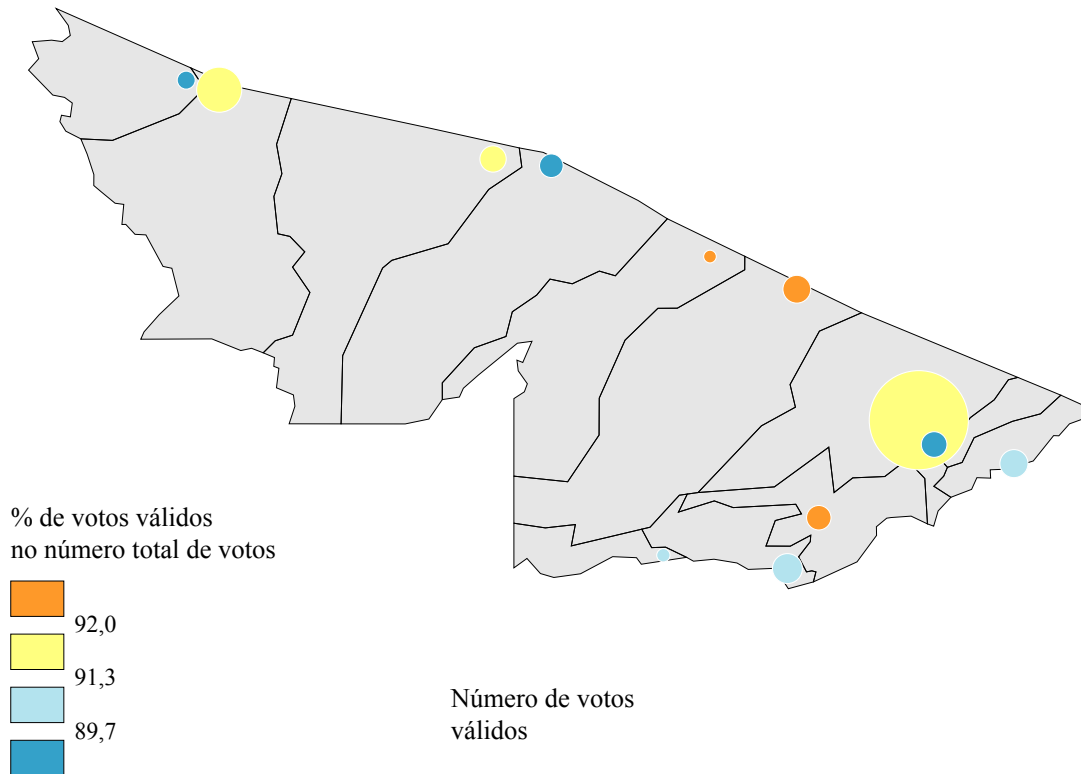 % de votos válidos
no número total de votos
92,0
91,3
89,7
Número de votos
válidos